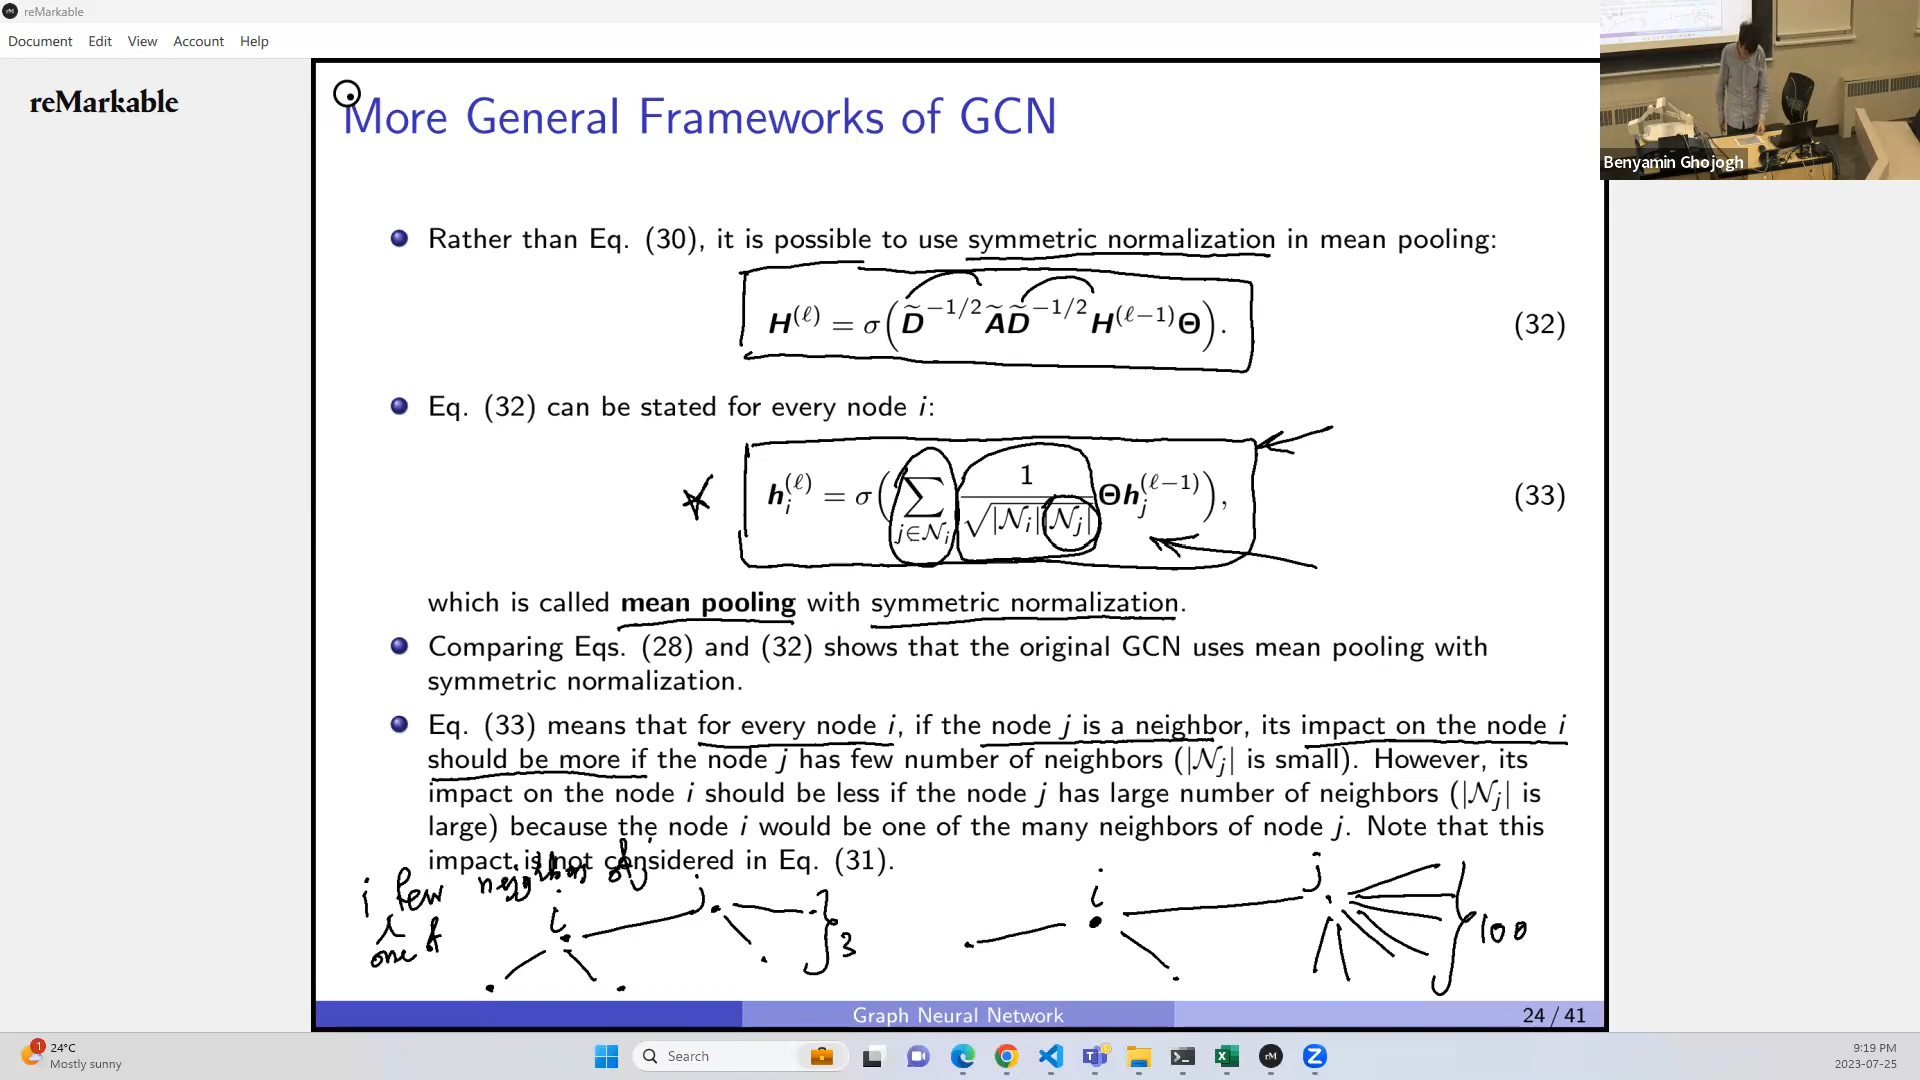 reMarkable
Document Edit View Account Help
reMarkable
Benyamin Ghojogh
More General Frameworks of GCN
Rather than Eq. (30), it is possible to use symmetric normalization in mean pooling:
H^(ℓ) = σ(D̃^−1/2 Ã D̃^−1/2 H^(ℓ−1) Θ). (32)
Eq. (32) can be stated for every node i:
h_i^(ℓ) = σ(∑_{j∈N_i} 1/√(|N_i||N_j|) Θ h_j^(ℓ−1)), (33)
which is called mean pooling with symmetric normalization.
Comparing Eqs. (28) and (32) shows that the original GCN uses mean pooling with
symmetric normalization.
Eq. (33) means that for every node i, if the node j is a neighbor, its impact on the node i
should be more if the node j has few number of neighbors (|N_j| is small). However, its
impact on the node i should be less if the node j has large number of neighbors (|N_j| is
large) because the node i would be one of the many neighbors of node j. Note that this
impact is not considered in Eq. (31).
i few neighbors of j
one of
i j 3
i j 100
Graph Neural Network 24 / 41
1 24°C
Mostly sunny
Search
rM
9:19 PM
2023-07-25